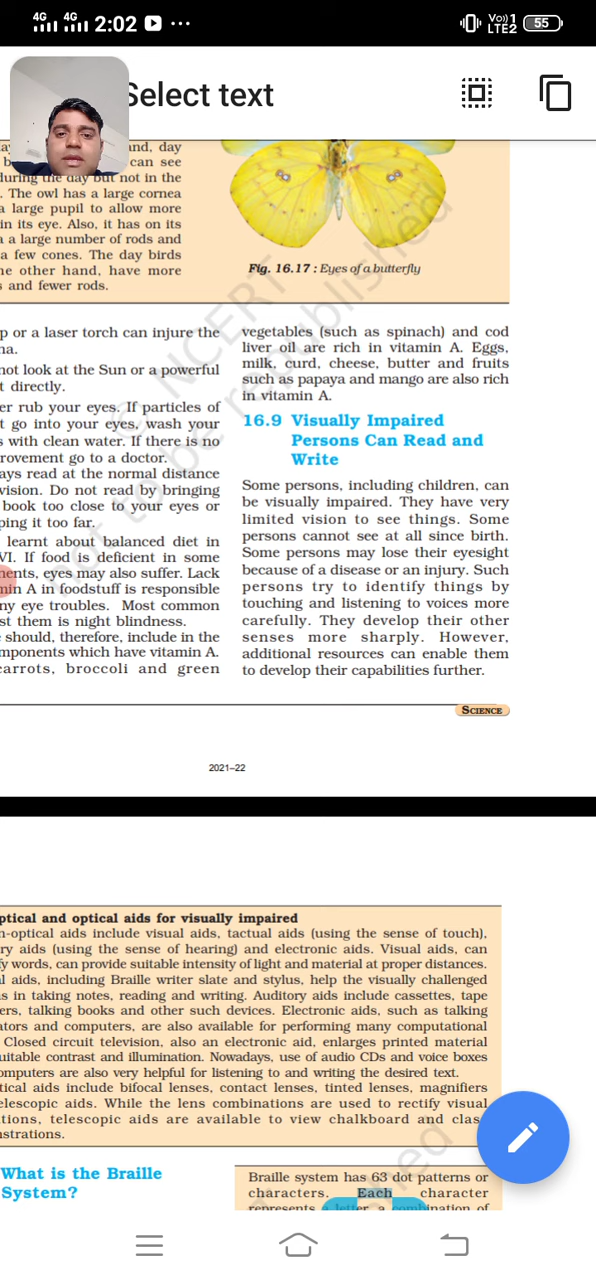 4G 4G 2:02 ··· Vo)) 1 LTE2 55
Select text
und, day
can see
during the day but not in the
. The owl has a large cornea
a large pupil to allow more
in its eye. Also, it has on its
a a large number of rods and
a few cones. The day birds
he other hand, have more
s and fewer rods.
Fig. 16.17 : Eyes of a butterfly
p or a laser torch can injure the
na.
not look at the Sun or a powerful
t directly.
er rub your eyes. If particles of
t go into your eyes, wash your
s with clean water. If there is no
rovement go to a doctor.
ays read at the normal distance
vision. Do not read by bringing
book too close to your eyes or
ping it too far.
learnt about balanced diet in
VI. If food is deficient in some
nents, eyes may also suffer. Lack
min A in foodstuff is responsible
ny eye troubles. Most common
st them is night blindness.
should, therefore, include in the
mponents which have vitamin A.
carrots, broccoli and green
vegetables (such as spinach) and cod
liver oil are rich in vitamin A. Eggs,
milk, curd, cheese, butter and fruits
such as papaya and mango are also rich
in vitamin A.
16.9 Visually Impaired
Persons Can Read and
Write
Some persons, including children, can
be visually impaired. They have very
limited vision to see things. Some
persons cannot see at all since birth.
Some persons may lose their eyesight
because of a disease or an injury. Such
persons try to identify things by
touching and listening to voices more
carefully. They develop their other
senses more sharply. However,
additional resources can enable them
to develop their capabilities further.
© NCERT
not to be republished
SCIENCE
2021–22
ptical and optical aids for visually impaired
n-optical aids include visual aids, tactual aids (using the sense of touch),
ry aids (using the sense of hearing) and electronic aids. Visual aids, can
fy words, can provide suitable intensity of light and material at proper distances.
l aids, including Braille writer slate and stylus, help the visually challenged
s in taking notes, reading and writing. Auditory aids include cassettes, tape
ers, talking books and other such devices. Electronic aids, such as talking
ators and computers, are also available for performing many computational
Closed circuit television, also an electronic aid, enlarges printed material
uitable contrast and illumination. Nowadays, use of audio CDs and voice boxes
omputers are also very helpful for listening to and writing the desired text.
tical aids include bifocal lenses, contact lenses, tinted lenses, magnifiers
elescopic aids. While the lens combinations are used to rectify visual
tions, telescopic aids are available to view chalkboard and clas
nstrations.
shed
What is the Braille
System?
Braille system has 63 dot patterns or
characters. Each character
represents a letter, a combination of